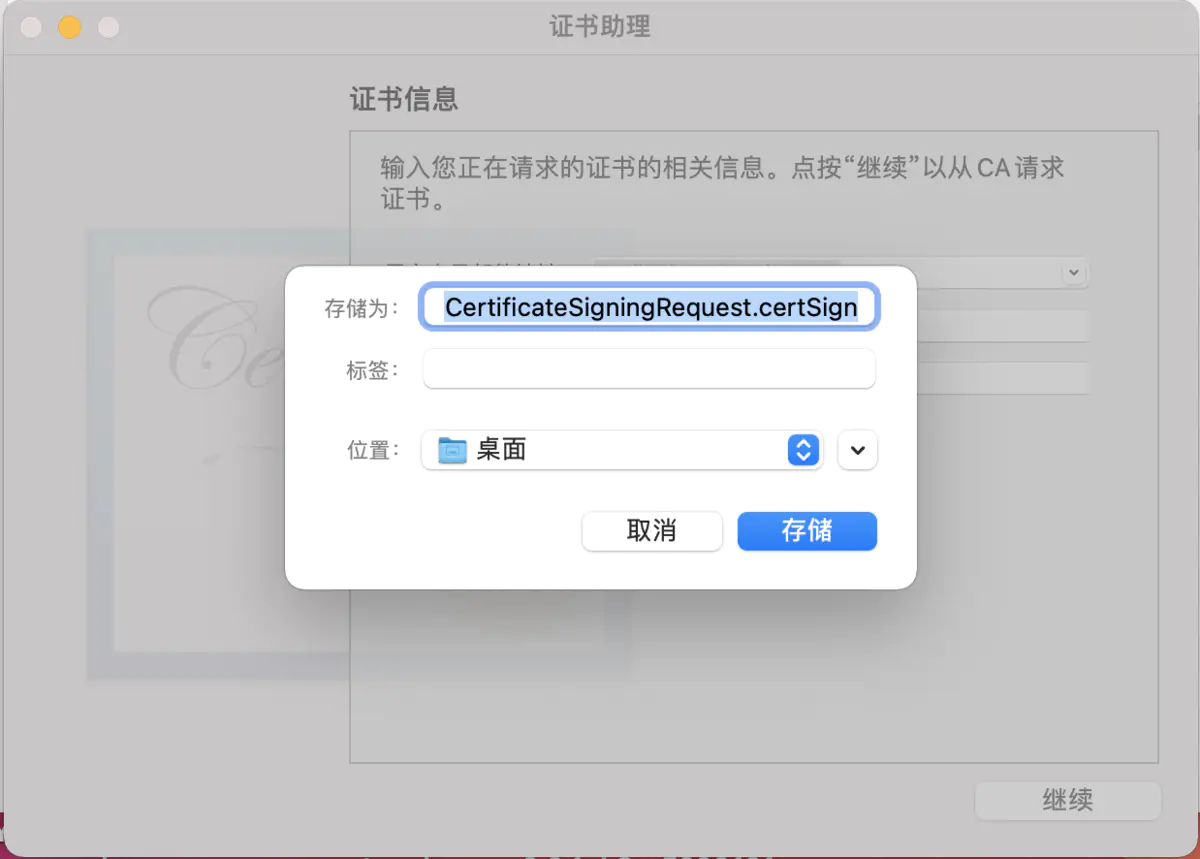 证书助理
证书信息
输入您正在请求的证书的相关信息。点按“继续”以从CA请求
证书。
存储为:
CertificateSigningRequest.certSign
标签:
位置:
桌面
取消
存储
继续